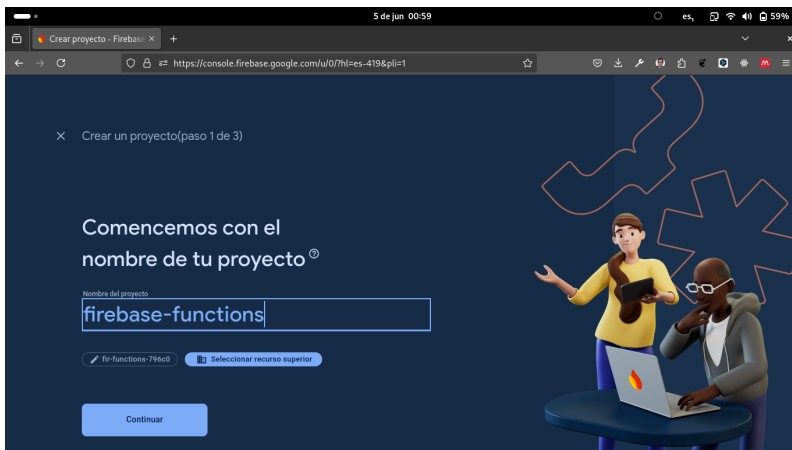 5 de jun 00:59
es,
59%
Crear proyecto - Firebase
https://console.firebase.google.com/u/0/?hl=es-419&pli=1
Crear un proyecto(paso 1 de 3)
Comencemos con el
nombre de tu proyecto
Nombre del proyecto
firebase-functions
fir-functions-796c0
Seleccionar recurso superior
Continuar